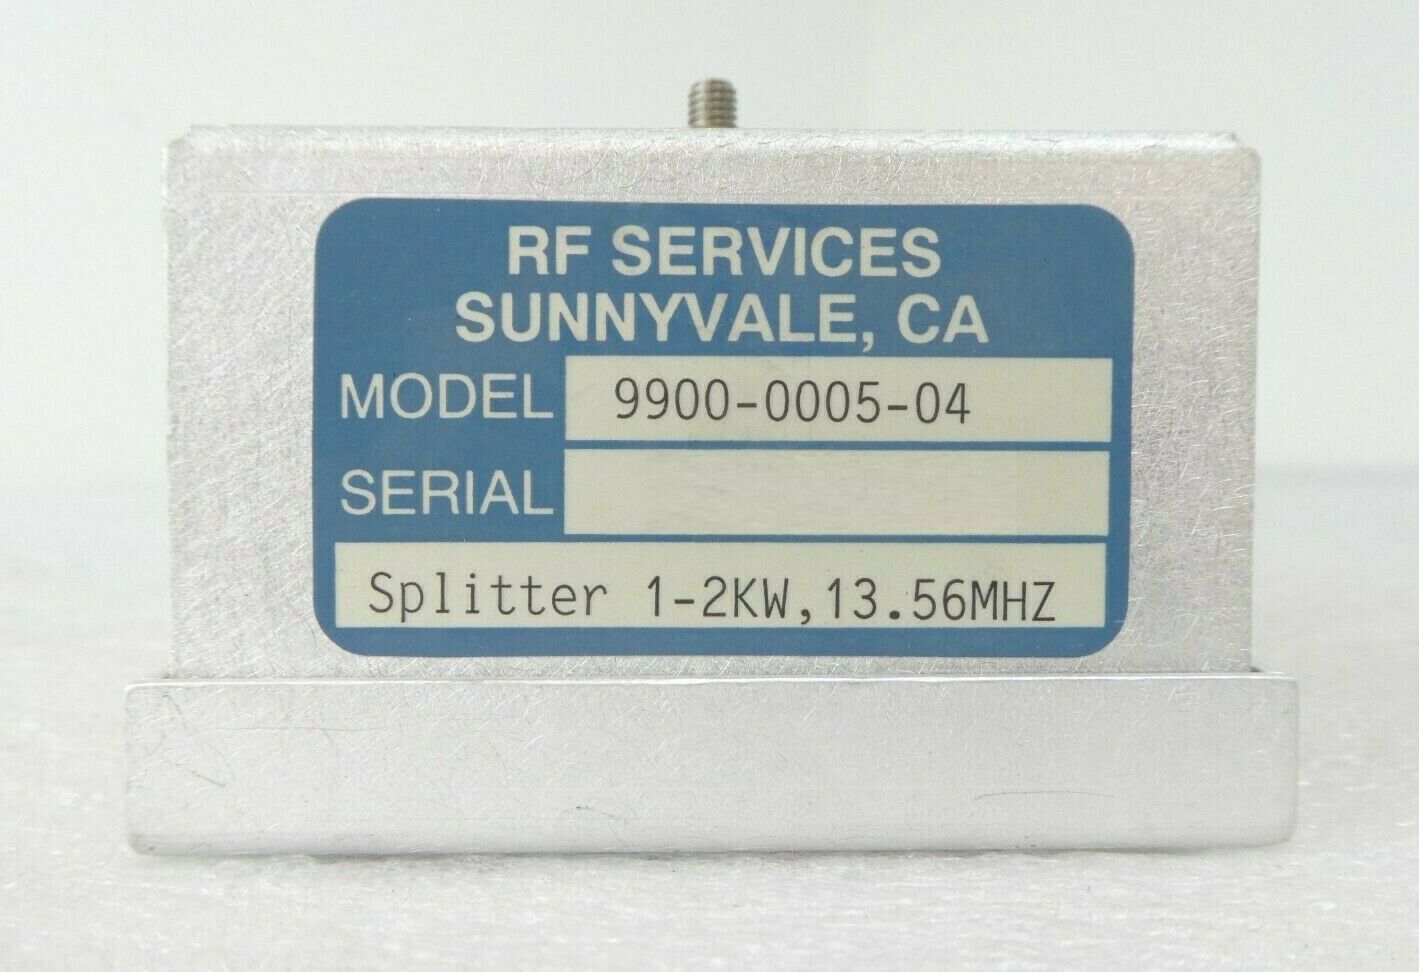 RF SERVICES
SUNNYVALE, CA
MODEL 9900-0005-04
SERIAL
Splitter 1-2KW,13.56MHZ